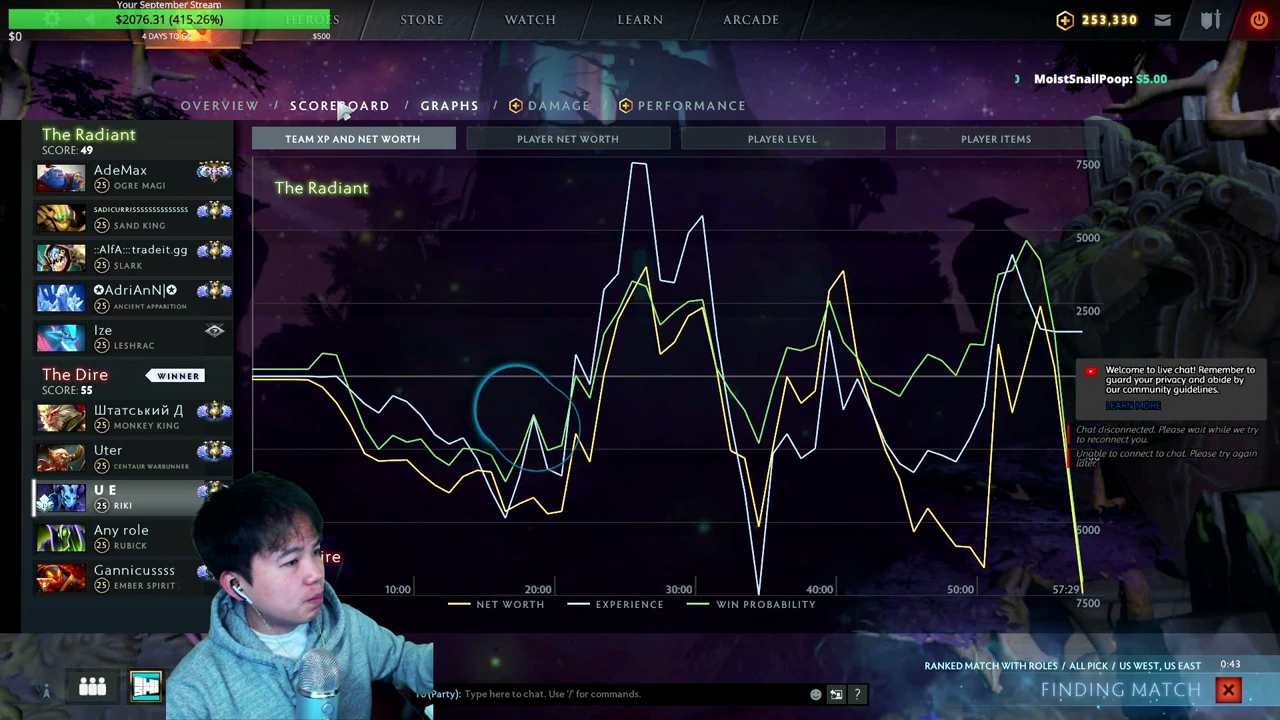 Your September Stream
$2076.31 (415.26%)
$0
4 DAYS TO GO
$500
HEROES
STORE
WATCH
LEARN
ARCADE
253,330
MoistSnailPoop: $5.00
OVERVIEW / SCOREBOARD / GRAPHS / DAMAGE / PERFORMANCE
The Radiant
SCORE: 49
AdeMax
25 OGRE MAGI
SADICURRISSSSSSSSSSSSSS
25 SAND KING
::AlfA:::tradeit.gg
25 SLARK
✪AdriAnN|✪
25 ANCIENT APPARITION
Ize
25 LESHRAC
The Dire
WINNER
SCORE: 55
Штатський Д
25 MONKEY KING
Uter
25 CENTAUR WARRUNNER
U E
25 RIKI
Any role
25 RUBICK
Gannicussss
25 EMBER SPIRIT
TEAM XP AND NET WORTH
PLAYER NET WORTH
PLAYER LEVEL
PLAYER ITEMS
The Radiant
7500
5000
2500
5000
7500
10:00
20:00
30:00
40:00
50:00
57:29
NET WORTH
EXPERIENCE
WIN PROBABILITY
Welcome to live chat! Remember to
guard your privacy and abide by
our community guidelines.
LEARN MORE
Chat disconnected. Please wait while we try
to reconnect you.
Unable to connect to chat. Please try again
later.
(Party): Type here to chat. Use '/' for commands.
?
RANKED MATCH WITH ROLES / ALL PICK / US WEST, US EAST
0:43
FINDING MATCH